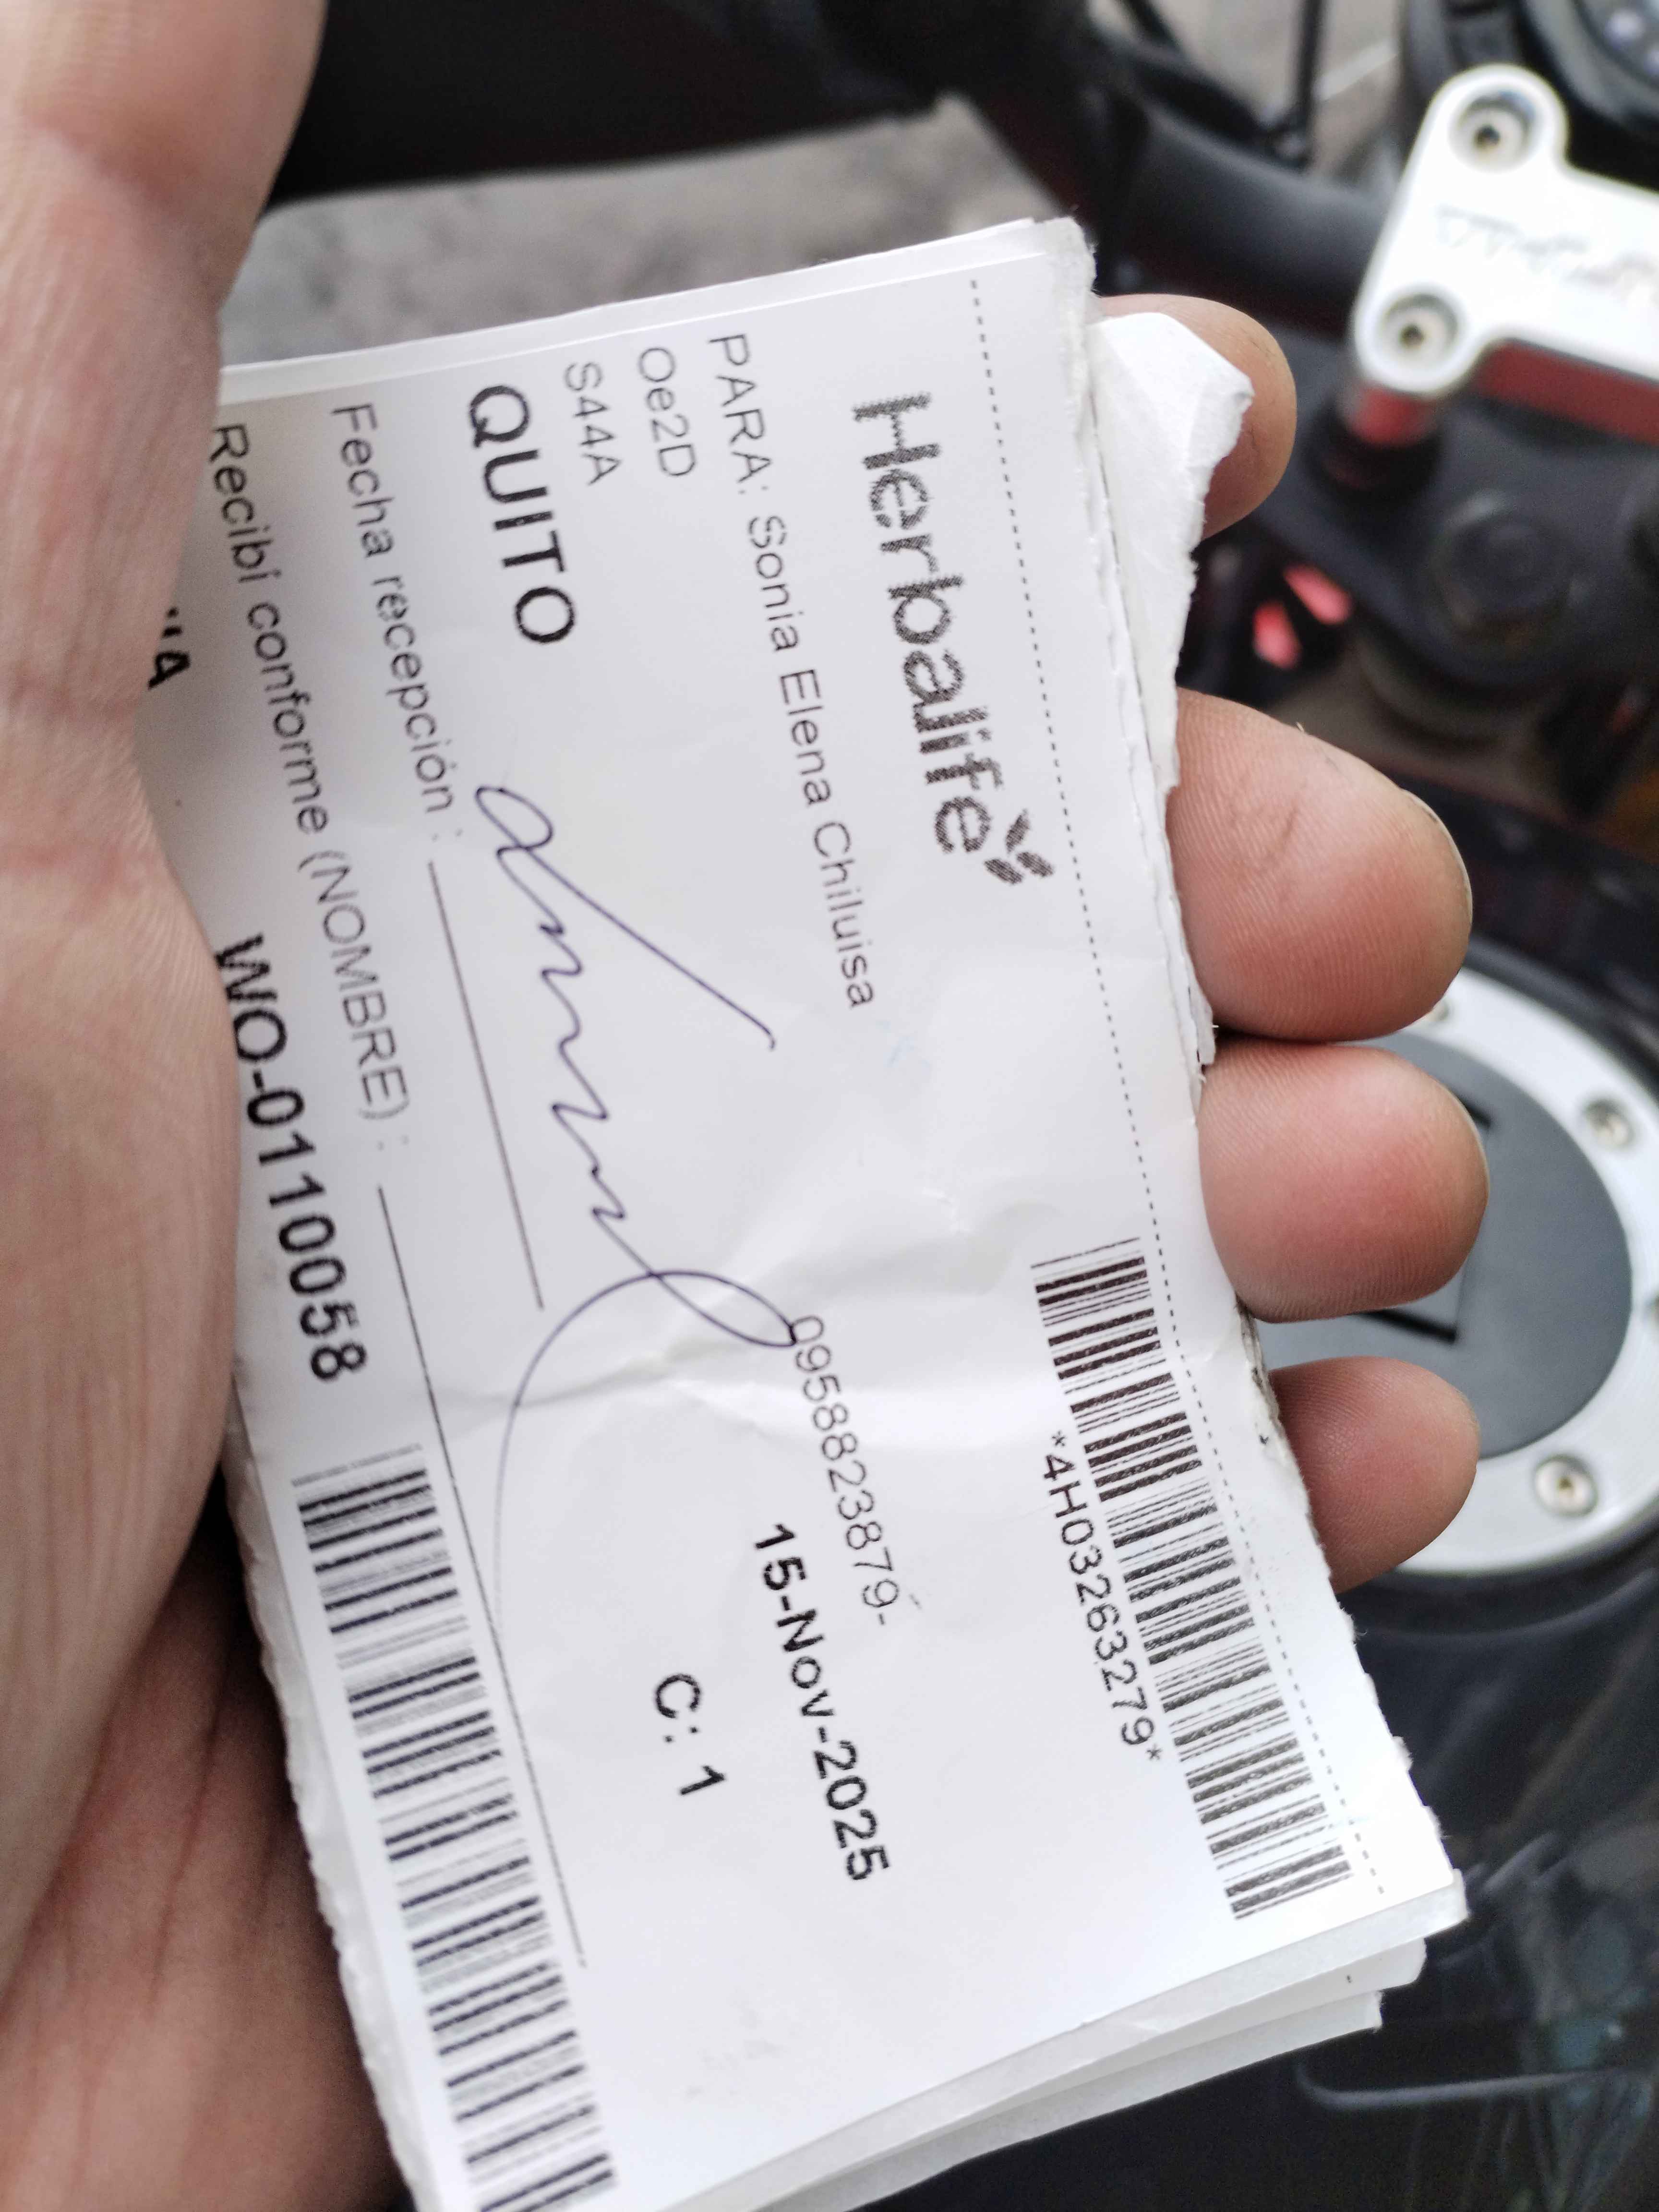 Herbalife
*4H03263279*
PARA: Sonia Elena Chiluisa
0958823879-
Oe2D
15-Nov-2025
S44A
QUITO
C: 1
Fecha recepción :
Recibí conforme (NOMBRE) :
WO-0110058